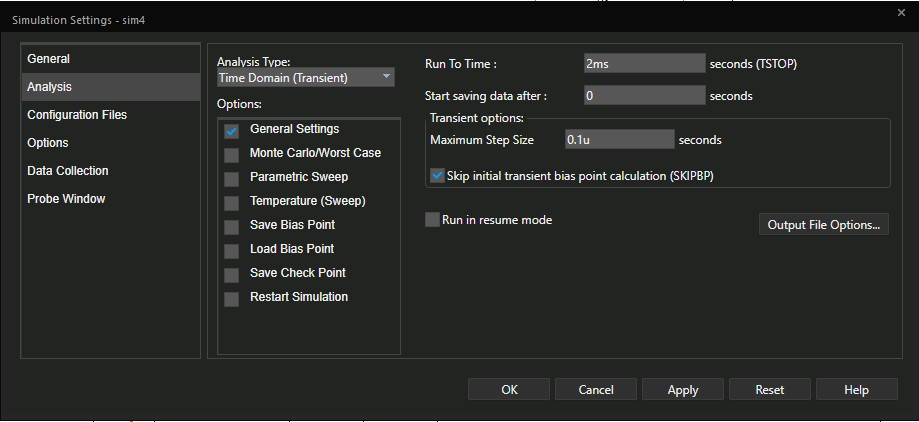 Simulation Settings - sim4
×
General
Analysis
Configuration Files
Options
Data Collection
Probe Window
Analysis Type:
Time Domain (Transient)
Options:
General Settings
Monte Carlo/Worst Case
Parametric Sweep
Temperature (Sweep)
Save Bias Point
Load Bias Point
Save Check Point
Restart Simulation
Run To Time : 2ms seconds (TSTOP)
Start saving data after : 0 seconds
Transient options:
Maximum Step Size 0.1u seconds
Skip initial transient bias point calculation (SKIPBP)
Run in resume mode
Output File Options...
OK Cancel Apply Reset Help